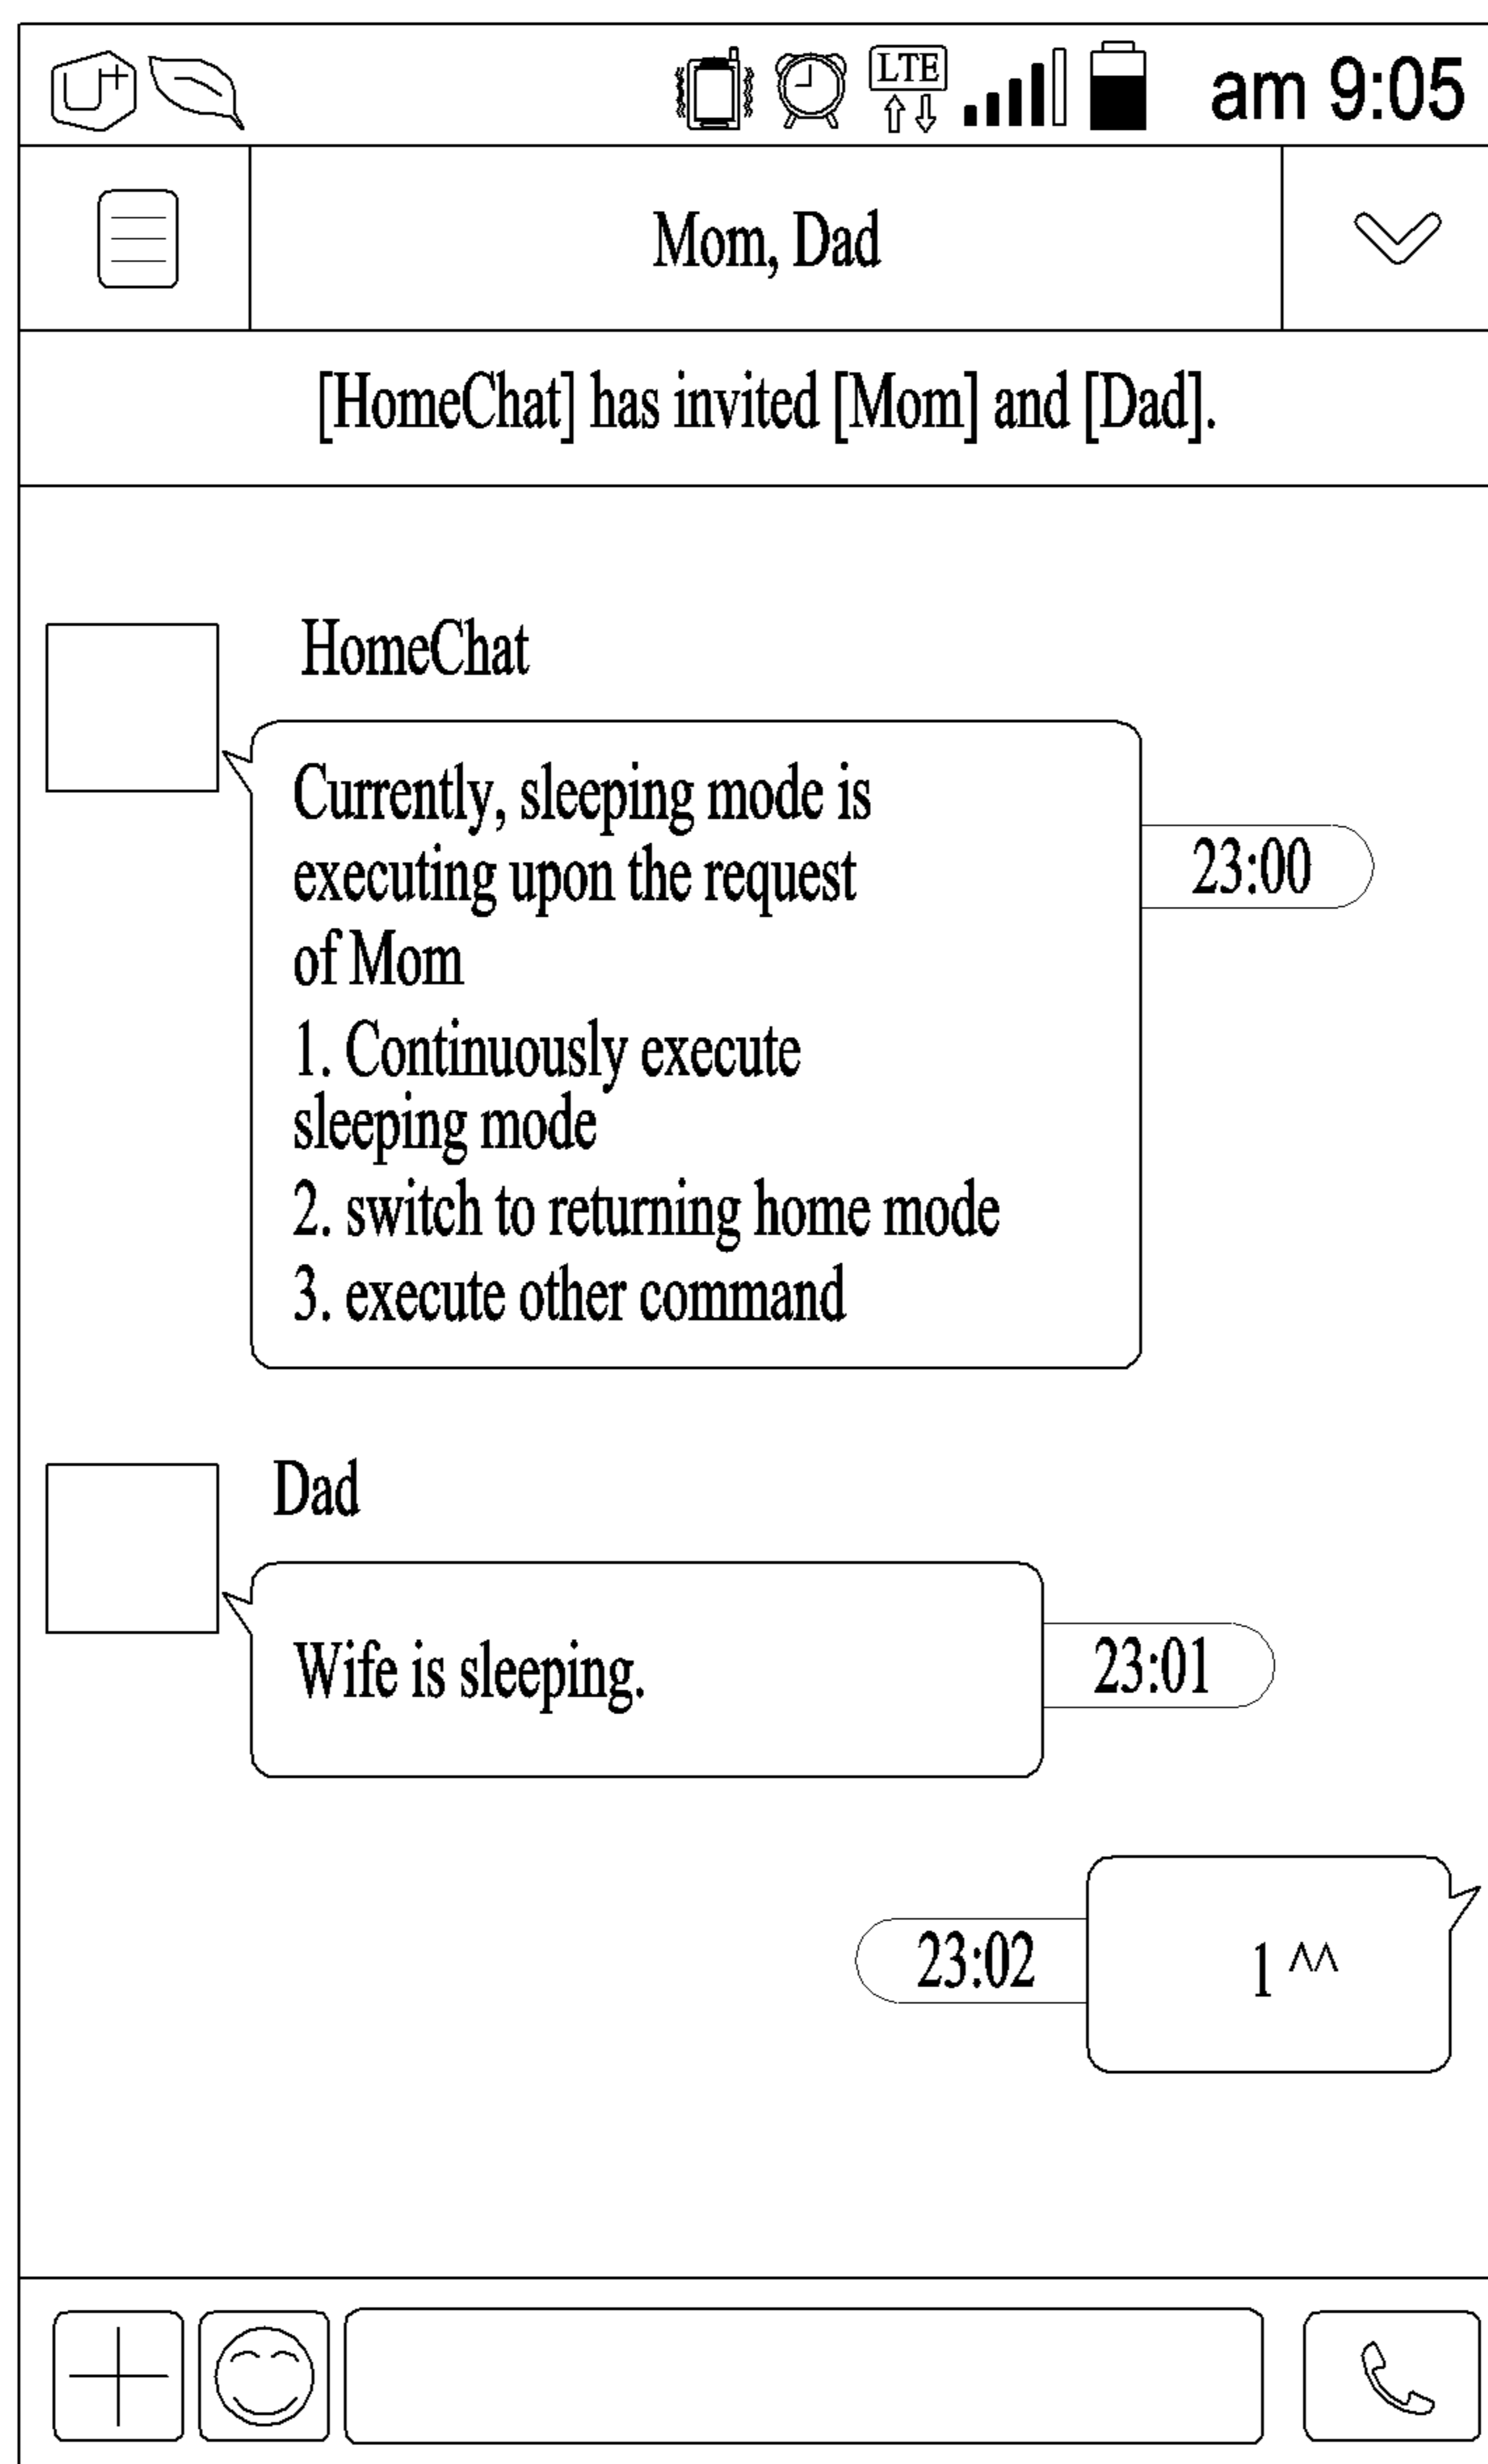 U+ LTE am 9:05
Mom, Dad
[HomeChat] has invited [Mom] and [Dad].
HomeChat
Currently, sleeping mode is
executing upon the request
of Mom
23:00
1. Continuously execute
sleeping mode
2. switch to returning home mode
3. execute other command
Dad
Wife is sleeping.
23:01
23:02
1 ^^